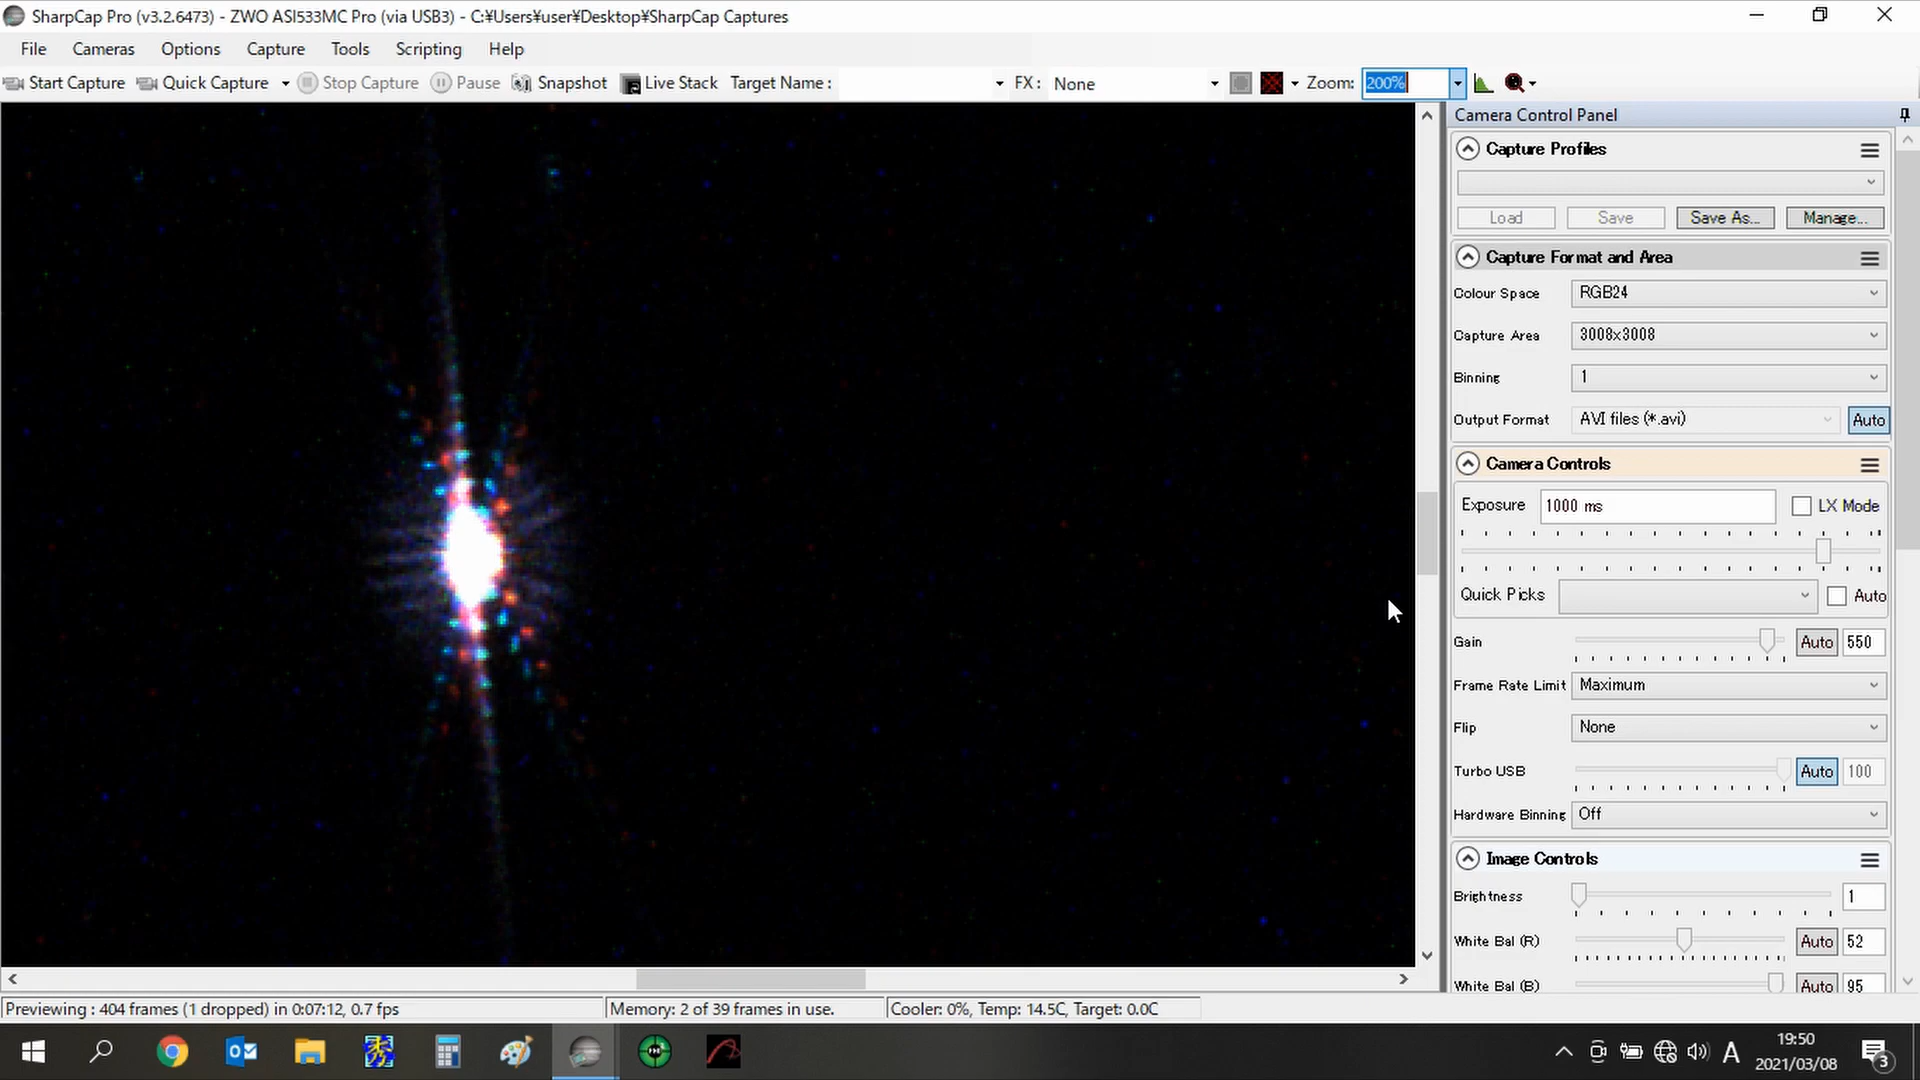 SharpCap Pro (v3.2.6473) - ZWO ASI533MC Pro (via USB3) - C:¥Users¥user¥Desktop¥SharpCap Captures
File Cameras Options Capture Tools Scripting Help
Start Capture Quick Capture Stop Capture Pause Snapshot Live Stack Target Name : FX : None Zoom: 200%
Camera Control Panel
Capture Profiles
Load Save Save As... Manage...
Capture Format and Area
Colour Space RGB24
Capture Area 3008x3008
Binning 1
Output Format AVI files (*.avi) Auto
Camera Controls
Exposure 1000 ms LX Mode
Quick Picks Auto
Gain Auto 550
Frame Rate Limit Maximum
Flip None
Turbo USB Auto 100
Hardware Binning Off
Image Controls
Brightness 1
White Bal (R) Auto 52
White Bal (B) Auto 95
Previewing : 404 frames (1 dropped) in 0:07:12, 0.7 fps Memory: 2 of 39 frames in use. Cooler: 0%, Temp: 14.5C, Target: 0.0C
A 19:50
2021/03/08
3